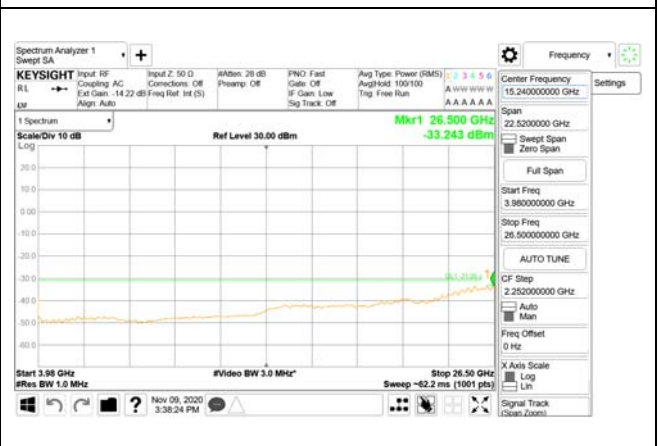 Spectrum Analyzer 1
Swept SA
Frequency
KEYSIGHT Input: RF Input Z: 50 Ω #Atten: 28 dB PNO: Fast Avg Type: Power (RMS) 1 2 3 4 5 6
RL Coupling: AC Corrections: Off Preamp: Off Gate: Off Avg|Hold: 100/100 A W W W W W
Ext Gain: -14.22 dB Freq Ref: Int (S) IF Gain: Low Trig: Free Run
Align: Auto Sig Track: Off A A A A A A
1 Spectrum
Mkr1 26.500 GHz
Scale/Div 10 dB Ref Level 30.00 dBm -33.243 dBm
Log
20.0
10.0
0.00
-10.0
-20.0
-30.0
-40.0
-50.0
-60.0
1
Start 3.98 GHz #Video BW 3.0 MHz* Stop 26.50 GHz
#Res BW 1.0 MHz Sweep ~62.2 ms (1001 pts)
Nov 09, 2020
3:38:24 PM
Center Frequency
15.240000000 GHz
Settings
Span
22.5200000 GHz
Swept Span
Zero Span
Full Span
Start Freq
3.980000000 GHz
Stop Freq
26.500000000 GHz
AUTO TUNE
CF Step
2.252000000 GHz
Auto
Man
Freq Offset
0 Hz
X Axis Scale
Log
Lin
Signal Track
(Span Zoom)